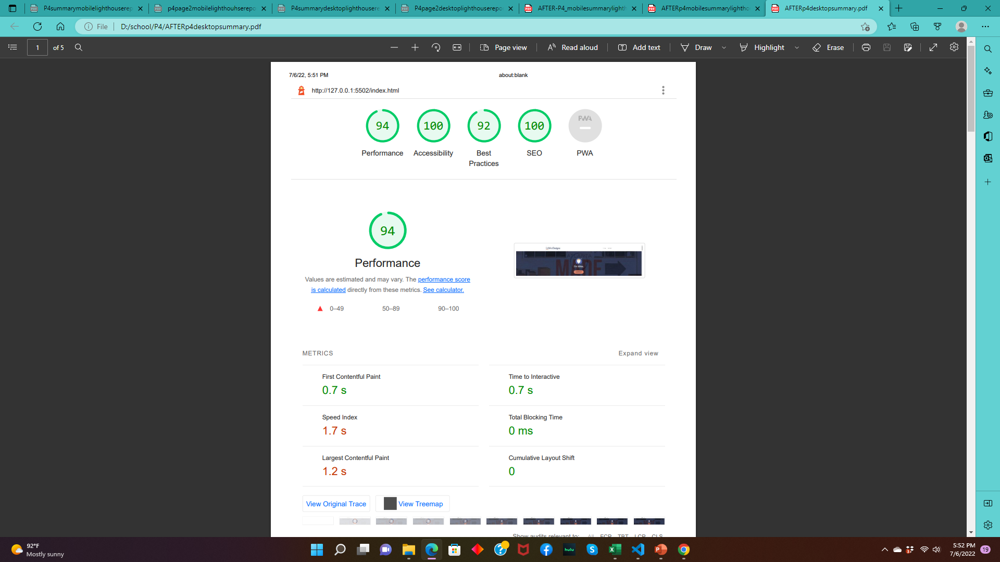 P4summarymobilelighthouserep
p4page2mobilelighthouhserepo
P4summarydesktoplighthousere
P4page2desktoplighthouserepo
AFTER-P4_mobilesummarylighth
AFTERp4mobilesummarylightho
AFTERp4desktopsummary.pdf
File
D:/school/P4/AFTERp4desktopsummary.pdf
1 of 5
Page view
Read aloud
Add text
Draw
Highlight
Erase
7/6/22, 5:51 PM
about:blank
http://127.0.0.1:5502/index.html
94
100
92
100
PWA
Performance
Accessibility
Best
Practices
SEO
PWA
94
Performance
Values are estimated and may vary. The performance score
is calculated directly from these metrics. See calculator.
0–49
50–89
90–100
MADE
I'm Mike
METRICS
Expand view
First Contentful Paint
0.7 s
Time to Interactive
0.7 s
Speed Index
1.7 s
Total Blocking Time
0 ms
Largest Contentful Paint
1.2 s
Cumulative Layout Shift
0
View Original Trace
View Treemap
Show audits relevant to: All FCP TBT LCP CLS
92°F
Mostly sunny
hulu
5:52 PM
7/6/2022
19